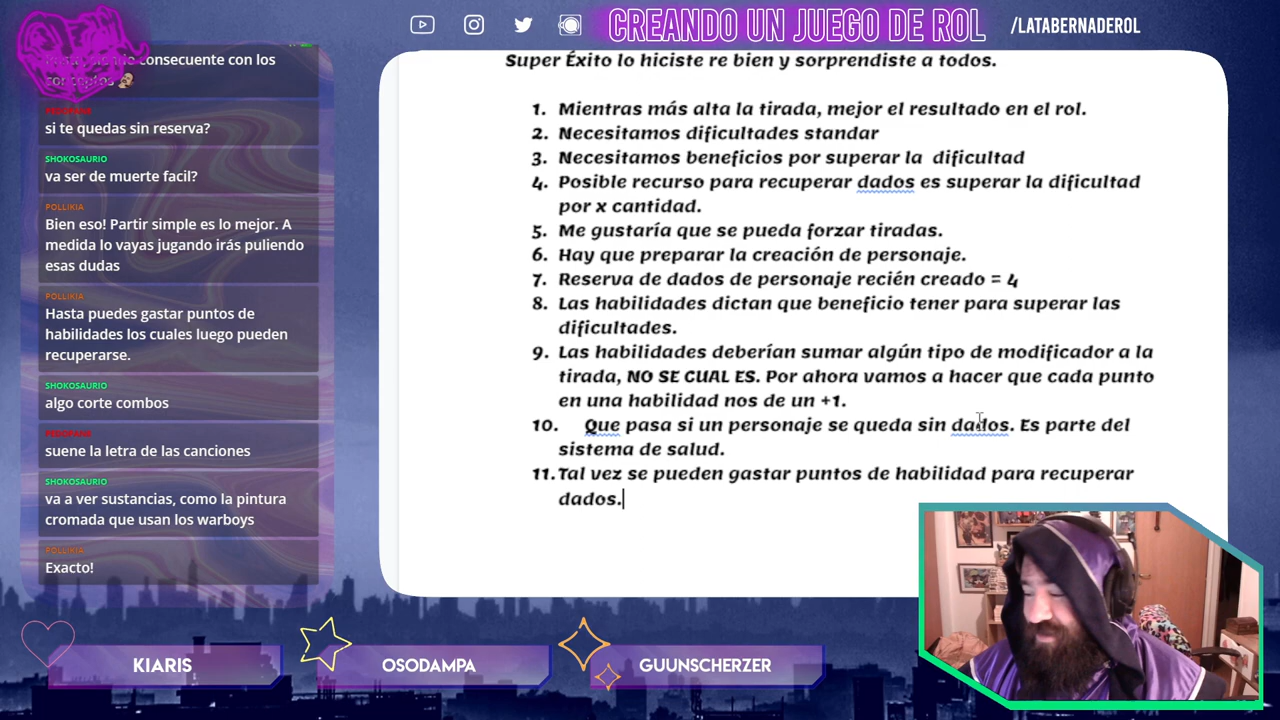 CREANDO UN JUEGO DE ROL
/LATABERNADEROL
consecuente con los
si te quedas sin reserva?
SHOKOSAURIO
va ser de muerte facil?
POLLIKIA
Bien eso! Partir simple es lo mejor. A
medida lo vayas jugando irás puliendo
esas dudas
POLLIKIA
Hasta puedes gastar puntos de
habilidades los cuales luego pueden
recuperarse.
SHOKOSAURIO
algo corte combos
suene la letra de las canciones
SHOKOSAURIO
va a ver sustancias, como la pintura
cromada que usan los warboys
POLLIKIA
Exacto!
Super Éxito lo hiciste re bien y sorprendiste a todos.
1. Mientras más alta la tirada, mejor el resultado en el rol.
2. Necesitamos dificultades standar
3. Necesitamos beneficios por superar la dificultad
4. Posible recurso para recuperar dados es superar la dificultad
por x cantidad.
5. Me gustaría que se pueda forzar tiradas.
6. Hay que preparar la creación de personaje.
7. Reserva de dados de personaje recién creado = 4
8. Las habilidades dictan que beneficio tener para superar las
dificultades.
9. Las habilidades deberían sumar algún tipo de modificador a la
tirada, NO SE CUAL ES. Por ahora vamos a hacer que cada punto
en una habilidad nos de un +1.
10. Que pasa si un personaje se queda sin dados. Es parte del
sistema de salud.
11. Tal vez se pueden gastar puntos de habilidad para recuperar
dados.
KIARIS
OSODAMPA
GUUNSCHERZER